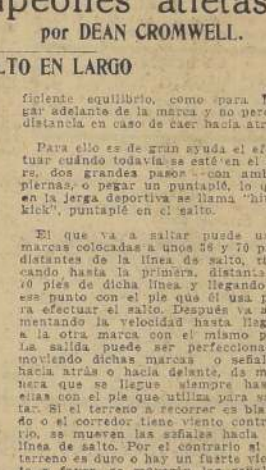 peones atletas
por DEAN CROMWELL.
LTO EN LARGO
ficiente equilibrio, como para
gar adelante de la marca y no per
distancia en caso de caer hacia atr
Para ello es de gran ayuda el ef
tuar cuándo todavía se esté en el
re, dos grandes pasos --con amb
piernas, o pegar un puntapié, lo q
en la jerga deportiva se llama "hi
kick", puntapié en el salto.
El que va a saltar puede us
marcas colocadas a unos 36 y 70 p
distantes de la línea de salto,
cando hasta la primera, distante
70 pies de dicha línea y llegando
ese punto con el pie que él usa p
ra efectuar el salto. Después va a
mentando la velocidad hasta lleg
a la otra marca con el mismo p
La salida puede ser perfecciona
moviendo dichas marcas o señal
hacia atrás o hacia delante, de m
nera que se llegue siempre has
ellas con el pie que utiliza para s
tar. Si el terreno a recorrer es bla
do o el corredor tiene viento contr
rio, se mueven las señales hacia
línea de salto. Por el contrario si
terreno es duro o hay un fuerte vie